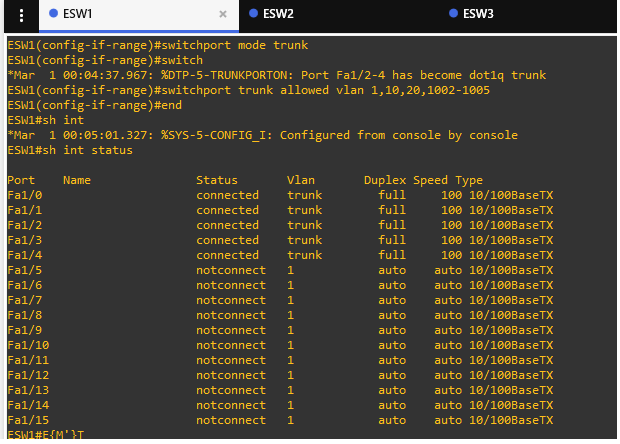 ESW1 × ESW2 ESW3
ESW1(config-if-range)#switchport mode trunk
ESW1(config-if-range)#switch
*Mar  1 00:04:37.967: %DTP-5-TRUNKPORTON: Port Fa1/2-4 has become dot1q trunk
ESW1(config-if-range)#switchport trunk allowed vlan 1,10,20,1002-1005
ESW1(config-if-range)#end
ESW1#sh int
*Mar  1 00:05:01.327: %SYS-5-CONFIG_I: Configured from console by console
ESW1#sh int status
Port    Name               Status       Vlan       Duplex Speed Type
Fa1/0                      connected    trunk        full     100 10/100BaseTX
Fa1/1                      connected    trunk        full     100 10/100BaseTX
Fa1/2                      connected    trunk        full     100 10/100BaseTX
Fa1/3                      connected    trunk        full     100 10/100BaseTX
Fa1/4                      connected    trunk        full     100 10/100BaseTX
Fa1/5                      notconnect   1            auto    auto 10/100BaseTX
Fa1/6                      notconnect   1            auto    auto 10/100BaseTX
Fa1/7                      notconnect   1            auto    auto 10/100BaseTX
Fa1/8                      notconnect   1            auto    auto 10/100BaseTX
Fa1/9                      notconnect   1            auto    auto 10/100BaseTX
Fa1/10                     notconnect   1            auto    auto 10/100BaseTX
Fa1/11                     notconnect   1            auto    auto 10/100BaseTX
Fa1/12                     notconnect   1            auto    auto 10/100BaseTX
Fa1/13                     notconnect   1            auto    auto 10/100BaseTX
Fa1/14                     notconnect   1            auto    auto 10/100BaseTX
Fa1/15                     notconnect   1            auto    auto 10/100BaseTX
ESW1#E{M'}T